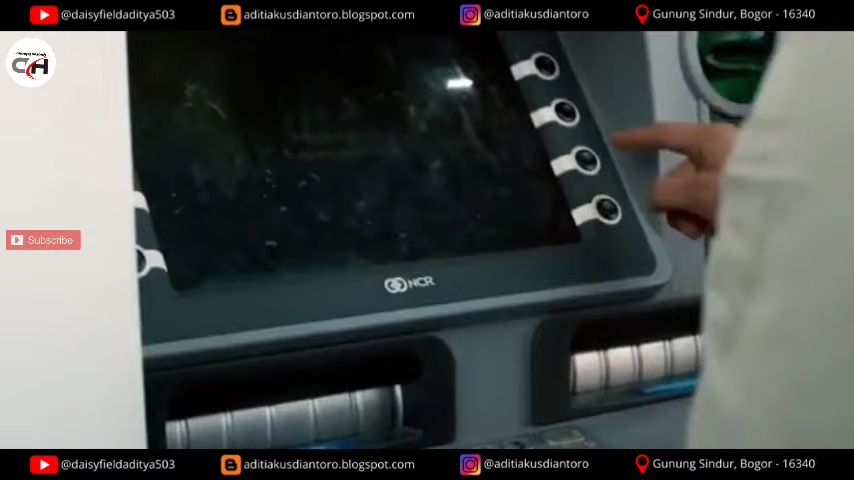 @daisyfieldaditya503 aditiakusdiantoro.blogspot.com @aditiakusdiantoro Gunung Sindur, Bogor - 16340
Subscribe
NCR
@daisyfieldaditya503 aditiakusdiantoro.blogspot.com @aditiakusdiantoro Gunung Sindur, Bogor - 16340